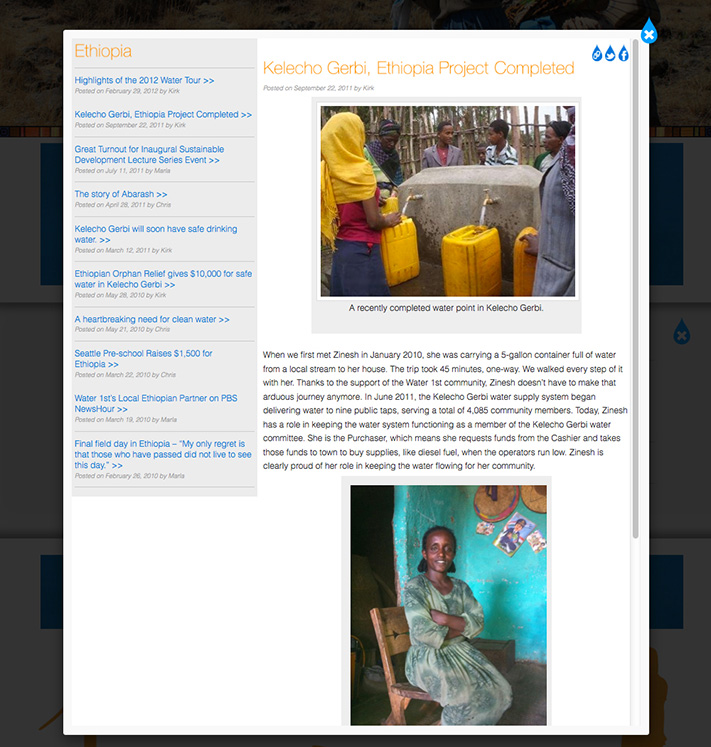 Ethiopia
Highlights of the 2012 Water Tour >>
Posted on February 29, 2012 by Kirk
Kelecho Gerbi, Ethiopia Project Completed >>
Posted on September 22, 2011 by Kirk
Great Turnout for Inaugural Sustainable
Development Lecture Series Event >>
Posted on July 11, 2011 by Marla
The story of Abarash >>
Posted on April 28, 2011 by Chris
Kelecho Gerbi will soon have safe drinking
water. >>
Posted on March 12, 2011 by Kirk
Ethiopian Orphan Relief gives $10,000 for safe
water in Kelecho Gerbi >>
Posted on May 28, 2010 by Kirk
A heartbreaking need for clean water >>
Posted on May 21, 2010 by Chris
Seattle Pre-school Raises $1,500 for
Ethiopia >>
Posted on March 22, 2010 by Chris
Water 1st's Local Ethiopian Partner on PBS
NewsHour >>
Posted on March 19, 2010 by Marla
Final field day in Ethiopia – “My only regret is
that those who have passed did not live to see
this day.” >>
Posted on February 26, 2010 by Marla
Kelecho Gerbi, Ethiopia Project Completed
Posted on September 22, 2011 by Kirk
A recently completed water point in Kelecho Gerbi.
When we first met Zinesh in January 2010, she was carrying a 5-gallon container full of water
from a local stream to her house. The trip took 45 minutes, one-way. We walked every step of it
with her. Thanks to the support of the Water 1st community, Zinesh doesn't have to make that
arduous journey anymore. In June 2011, the Kelecho Gerbi water supply system began
delivering water to nine public taps, serving a total of 4,085 community members. Today, Zinesh
has a role in keeping the water system functioning as a member of the Kelecho Gerbi water
committee. She is the Purchaser, which means she requests funds from the Cashier and takes
those funds to town to buy supplies, like diesel fuel, when the operators run low. Zinesh is
clearly proud of her role in keeping the water flowing for her community.